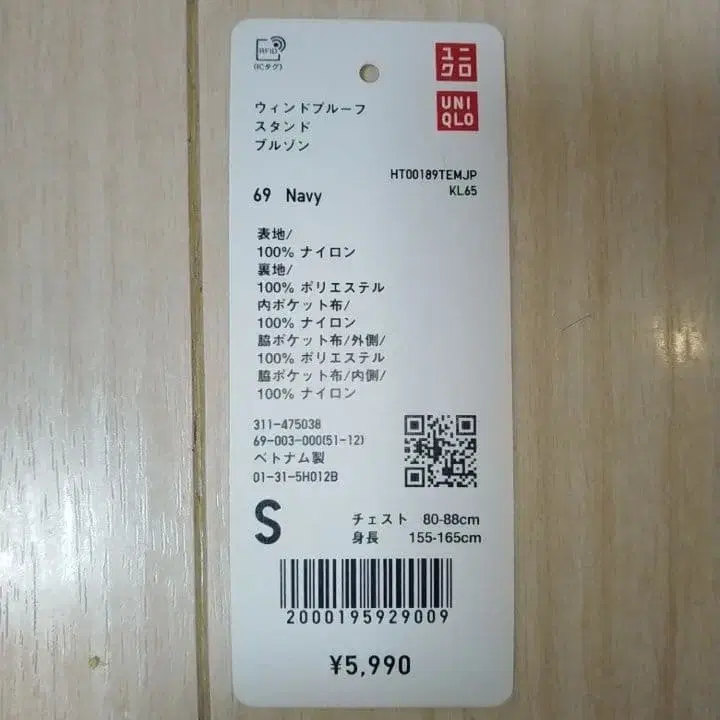 RFID
(ICタグ)
ユニ
クロ
UNI
QLO
ウィンドプルーフ
スタンド
ブルゾン
HT00189TEMJP
KL65
69 Navy
表地/
100% ナイロン
裏地/
100% ポリエステル
内ポケット布/
100% ナイロン
脇ポケット布/外側/
100% ポリエステル
脇ポケット布/内側/
100% ナイロン
311-475038
69-003-000(51-12)
ベトナム製
01-31-5H012B
S
チェスト 80-88cm
身長 155-165cm
2000195929009
¥5,990